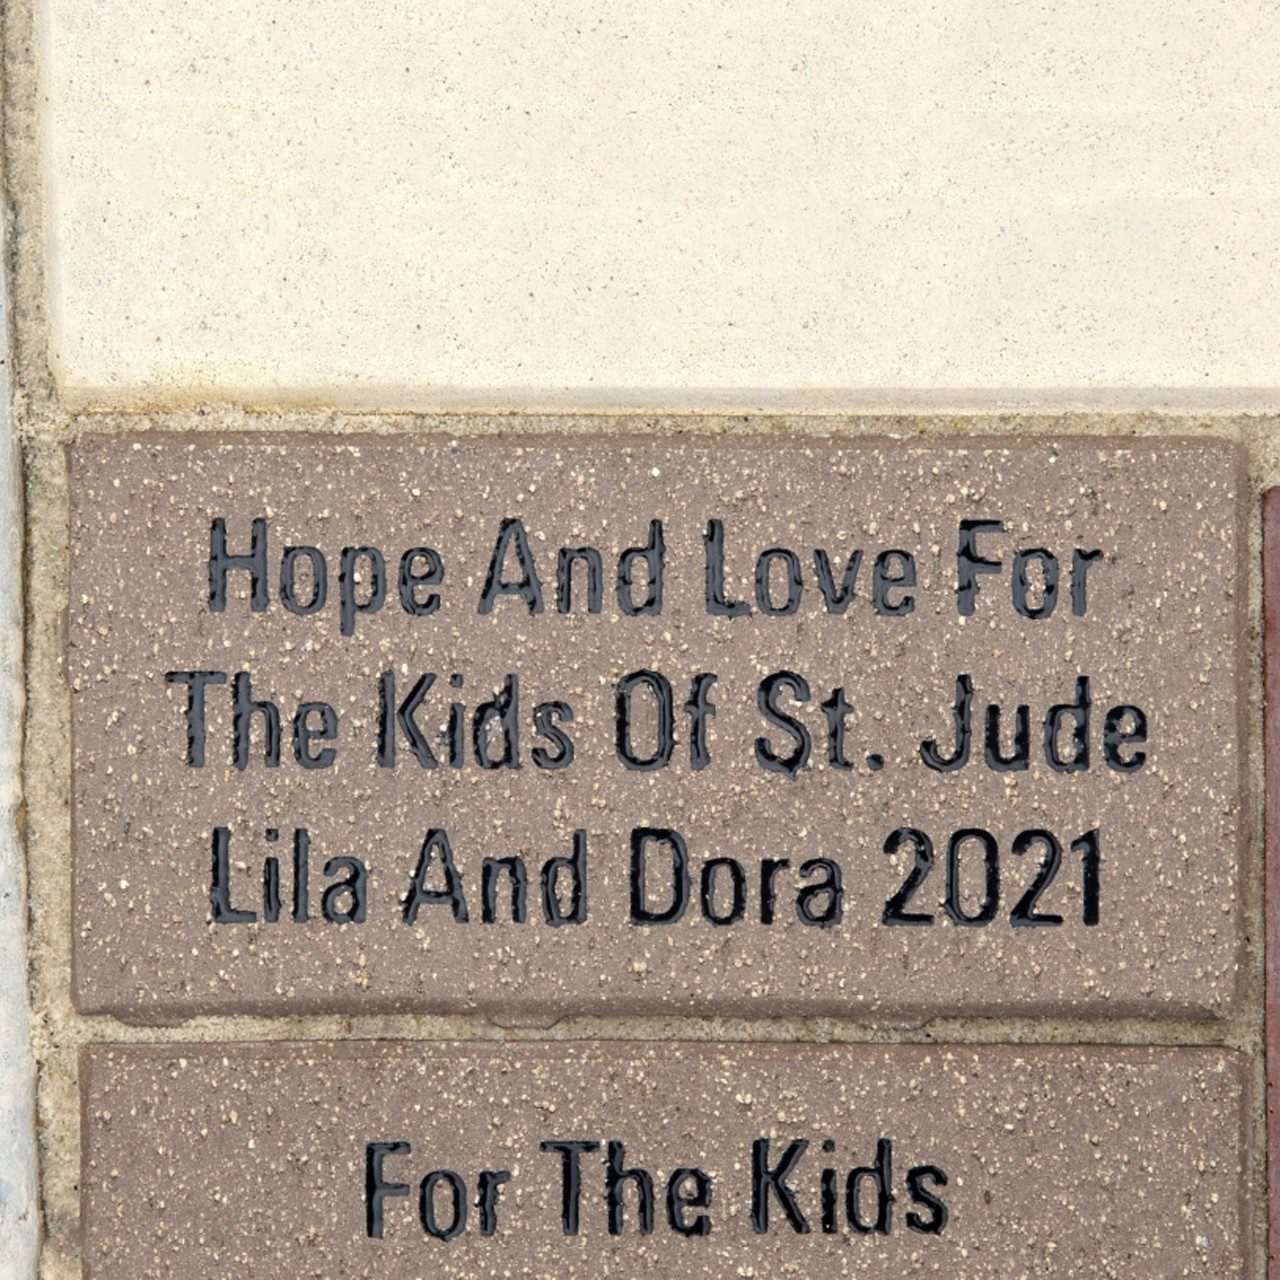 Hope And Love For
The Kids Of St. Jude
Lila And Dora 2021
For The Kids